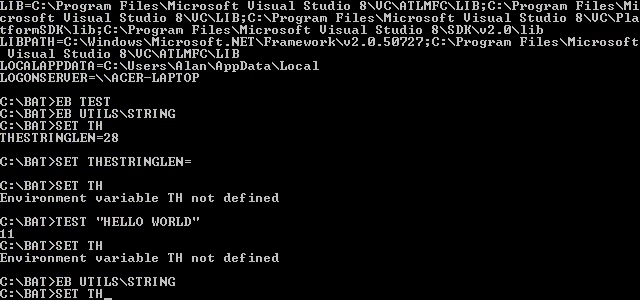 LIB=C:\Program Files\Microsoft Visual Studio 8\VC\ATLMFC\LIB;C:\Program Files\Mi
crosoft Visual Studio 8\VC\LIB;C:\Program Files\Microsoft Visual Studio 8\VC\Pla
tformSDK\lib;C:\Program Files\Microsoft Visual Studio 8\SDK\v2.0\lib
LIBPATH=C:\Windows\Microsoft.NET\Framework\v2.0.50727;C:\Program Files\Microsoft
Visual Studio 8\VC\ATLMFC\LIB
LOCALAPPDATA=C:\Users\Alan\AppData\Local
LOGONSERVER=\\ACER-LAPTOP
C:\BAT>EB TEST
C:\BAT>EB UTILS\STRING
C:\BAT>SET TH
THESTRINGLEN=28
C:\BAT>SET THESTRINGLEN=
C:\BAT>SET TH
Environment variable TH not defined
C:\BAT>TEST "HELLO WORLD"
11
C:\BAT>SET TH
Environment variable TH not defined
C:\BAT>EB UTILS\STRING
C:\BAT>SET TH_